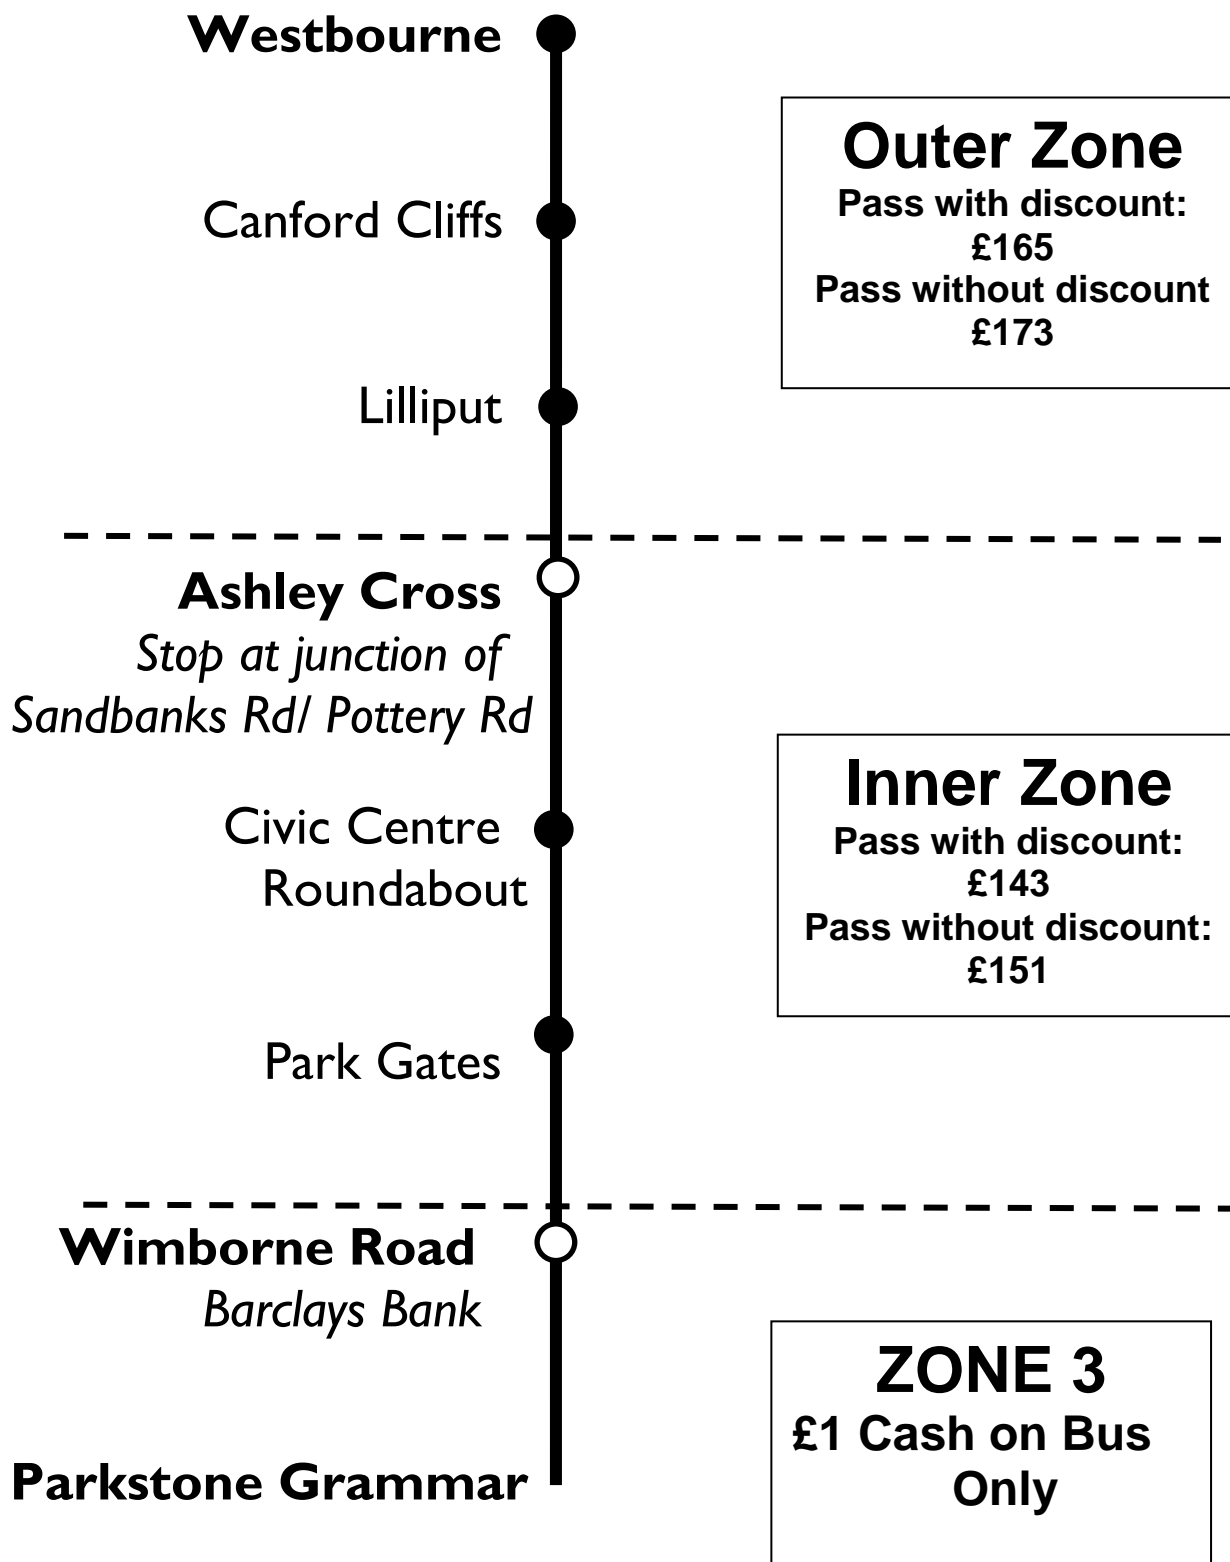 Westbourne
Outer Zone
Pass with discount:
£165
Pass without discount
£173
Canford Cliffs
Lilliput
Ashley Cross
Stop at junction of
Sandbanks Rd/ Pottery Rd
Inner Zone
Pass with discount:
£143
Pass without discount:
£151
Civic Centre
Roundabout
Park Gates
Wimborne Road
Barclays Bank
ZONE 3
£1 Cash on Bus
Only
Parkstone Grammar